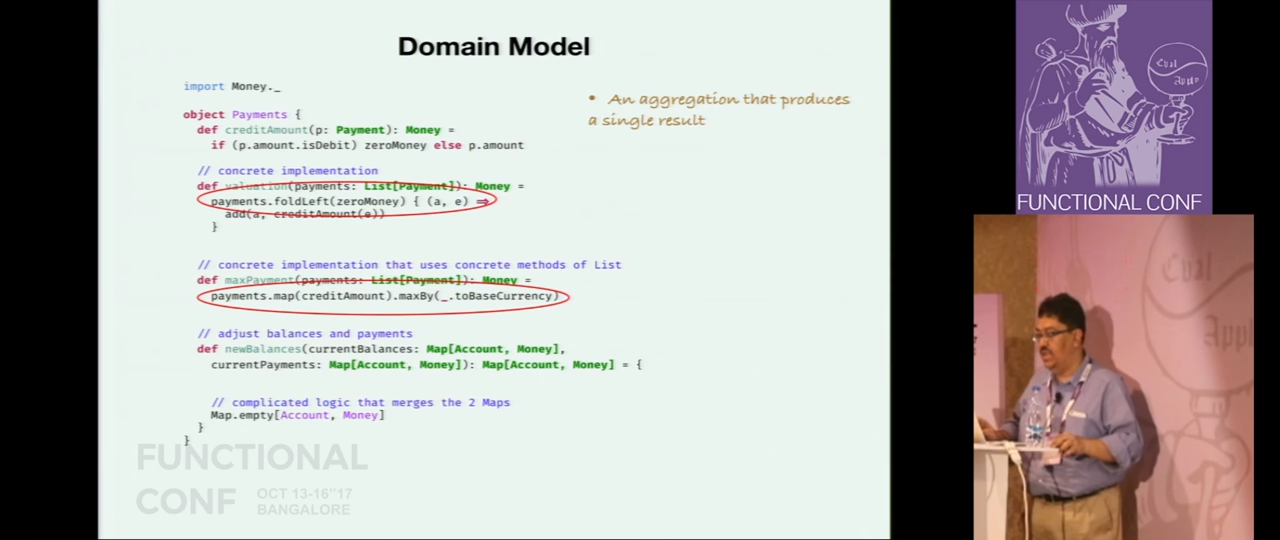 Domain Model
import Money._
• An aggregation that produces
a single result
object Payments {
def creditAmount(p: Payment): Money =
if (p.amount.isDebit) zeroMoney else p.amount
// concrete implementation
def valuation(payments: List[Payment]): Money =
payments.foldLeft(zeroMoney) { (a, e) =>
add(a, creditAmount(e))
}
// concrete implementation that uses concrete methods of List
def maxPayment(payments: List[Payment]): Money =
payments.map(creditAmount).maxBy(_.toBaseCurrency)
// adjust balances and payments
def newBalances(currentBalances: Map[Account, Money],
currentPayments: Map[Account, Money]): Map[Account, Money] = {
// complicated logic that merges the 2 Maps
Map.empty[Account, Money]
}
}
FUNCTIONAL
CONF OCT 13-16"17
BANGALORE
Eval
Apply
FUNCTIONAL CONF
Eval
Appl